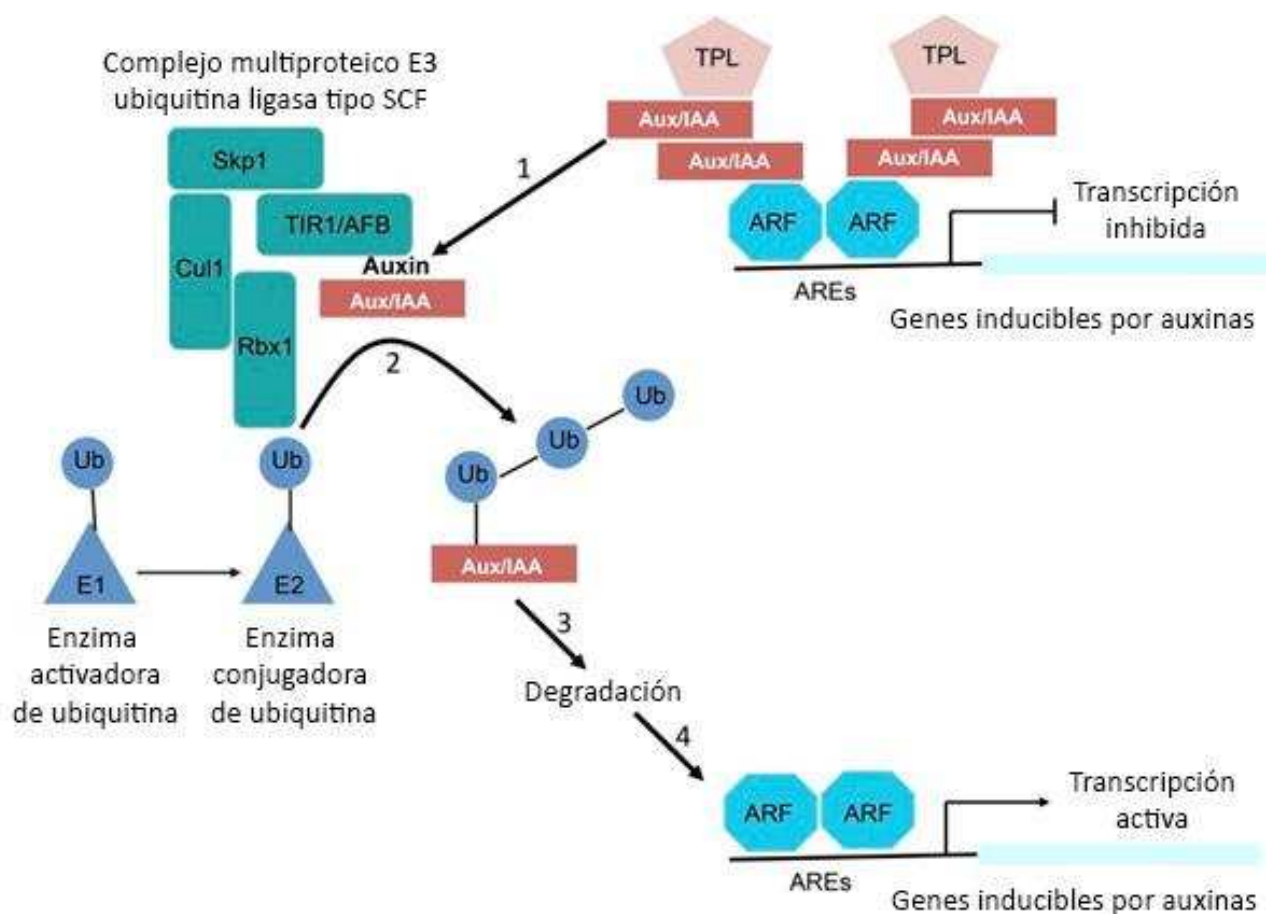 Complejo multiproteico E3
ubiquitina ligasa tipo SCF
Skp1
TIR1/AFB
Cul1
Auxin
Aux/IAA
Rbx1
TPL
TPL
Aux/IAA
Aux/IAA
Aux/IAA
Aux/IAA
ARF
ARF
AREs
Transcripción
inhibida
Genes inducibles por auxinas
1
2
Ub
Ub
Ub
Ub
Ub
E1
E2
Aux/IAA
Enzima
activadora
de ubiquitina
Enzima
conjugadora
de ubiquitina
3
Degradación
4
ARF
ARF
AREs
Transcripción
activa
Genes inducibles por auxinas